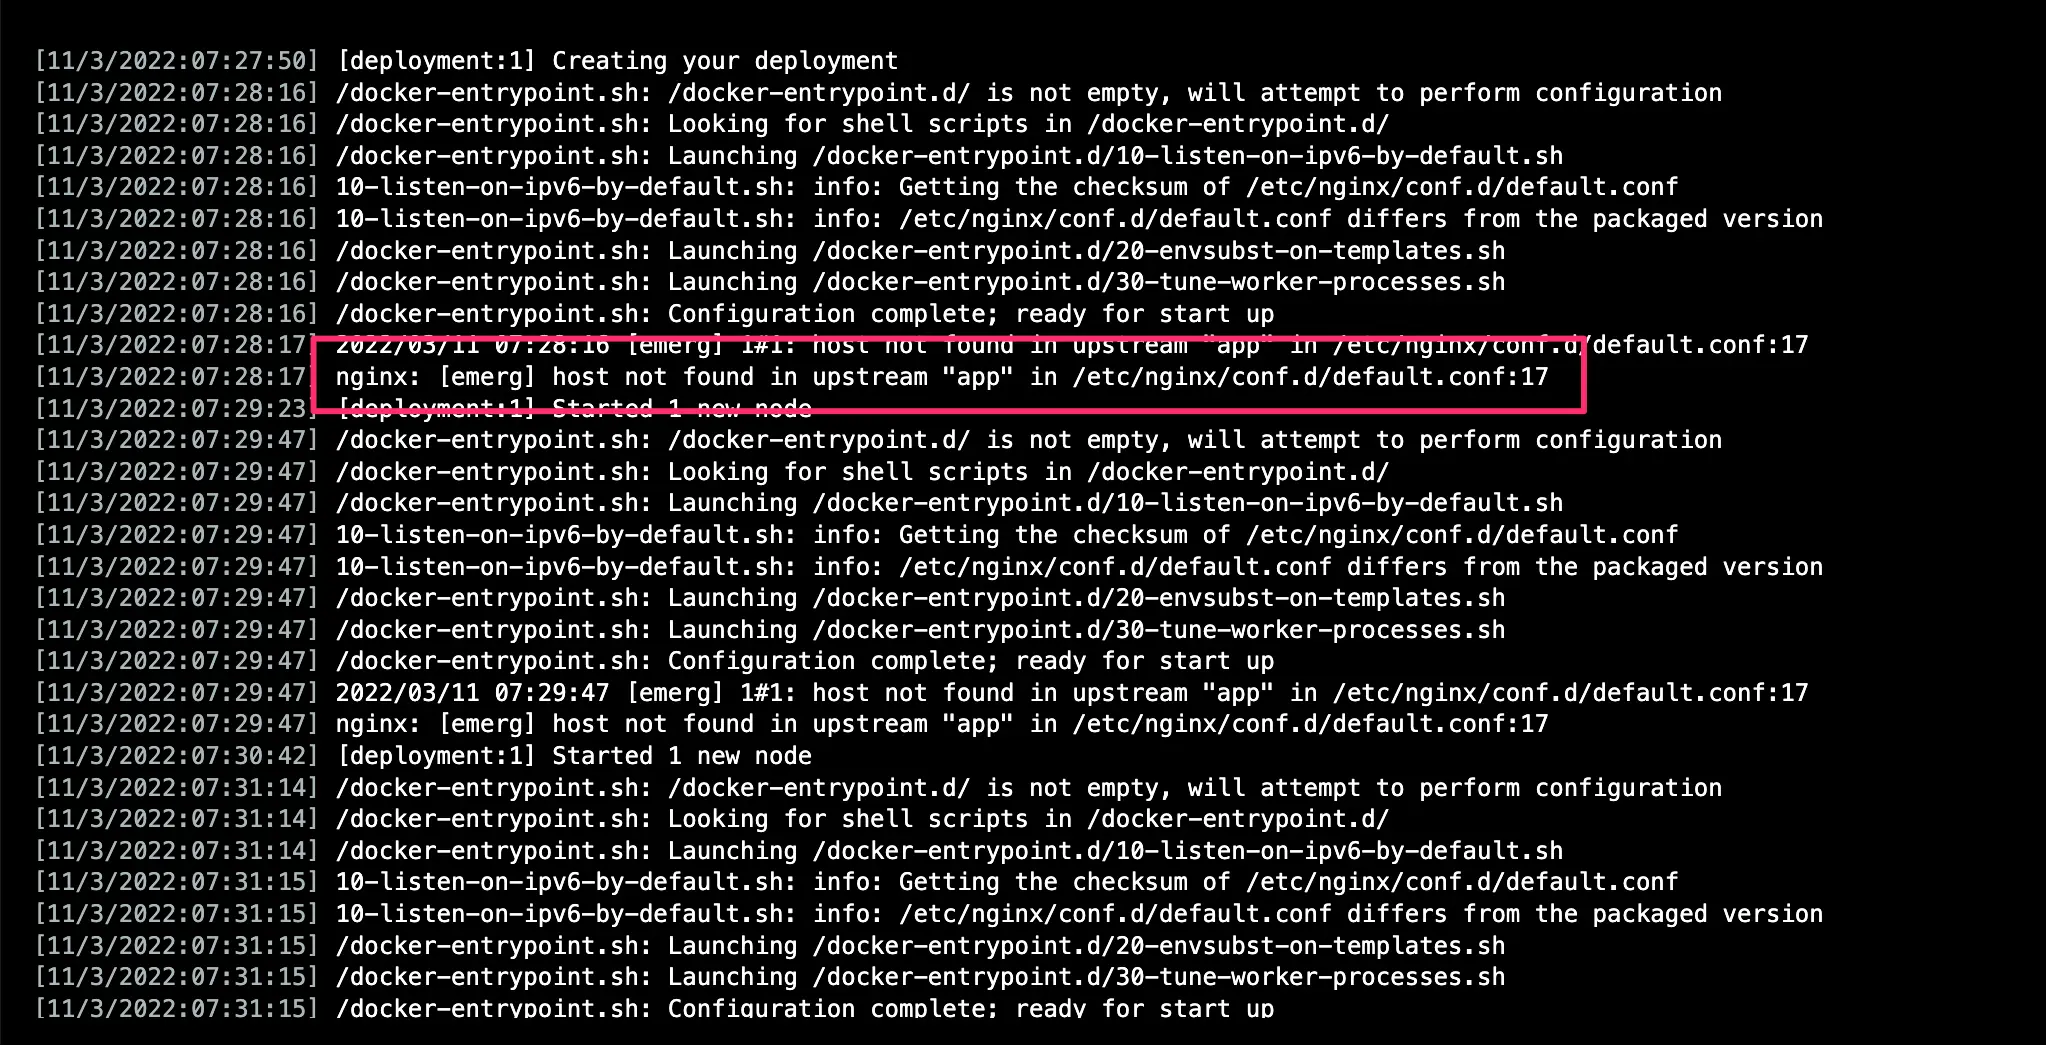 [11/3/2022:07:27:50] [deployment:1] Creating your deployment
[11/3/2022:07:28:16] /docker-entrypoint.sh: /docker-entrypoint.d/ is not empty, will attempt to perform configuration
[11/3/2022:07:28:16] /docker-entrypoint.sh: Looking for shell scripts in /docker-entrypoint.d/
[11/3/2022:07:28:16] /docker-entrypoint.sh: Launching /docker-entrypoint.d/10-listen-on-ipv6-by-default.sh
[11/3/2022:07:28:16] 10-listen-on-ipv6-by-default.sh: info: Getting the checksum of /etc/nginx/conf.d/default.conf
[11/3/2022:07:28:16] 10-listen-on-ipv6-by-default.sh: info: /etc/nginx/conf.d/default.conf differs from the packaged version
[11/3/2022:07:28:16] /docker-entrypoint.sh: Launching /docker-entrypoint.d/20-envsubst-on-templates.sh
[11/3/2022:07:28:16] /docker-entrypoint.sh: Launching /docker-entrypoint.d/30-tune-worker-processes.sh
[11/3/2022:07:28:16] /docker-entrypoint.sh: Configuration complete; ready for start up
[11/3/2022:07:28:17] 2022/03/11 07:28:16 [emerg] 1#1: host not found in upstream "app" in /etc/nginx/conf.d/default.conf:17
[11/3/2022:07:28:17] nginx: [emerg] host not found in upstream "app" in /etc/nginx/conf.d/default.conf:17
[11/3/2022:07:29:23] [deployment:1] Started 1 new node
[11/3/2022:07:29:47] /docker-entrypoint.sh: /docker-entrypoint.d/ is not empty, will attempt to perform configuration
[11/3/2022:07:29:47] /docker-entrypoint.sh: Looking for shell scripts in /docker-entrypoint.d/
[11/3/2022:07:29:47] /docker-entrypoint.sh: Launching /docker-entrypoint.d/10-listen-on-ipv6-by-default.sh
[11/3/2022:07:29:47] 10-listen-on-ipv6-by-default.sh: info: Getting the checksum of /etc/nginx/conf.d/default.conf
[11/3/2022:07:29:47] 10-listen-on-ipv6-by-default.sh: info: /etc/nginx/conf.d/default.conf differs from the packaged version
[11/3/2022:07:29:47] /docker-entrypoint.sh: Launching /docker-entrypoint.d/20-envsubst-on-templates.sh
[11/3/2022:07:29:47] /docker-entrypoint.sh: Launching /docker-entrypoint.d/30-tune-worker-processes.sh
[11/3/2022:07:29:47] /docker-entrypoint.sh: Configuration complete; ready for start up
[11/3/2022:07:29:47] 2022/03/11 07:29:47 [emerg] 1#1: host not found in upstream "app" in /etc/nginx/conf.d/default.conf:17
[11/3/2022:07:29:47] nginx: [emerg] host not found in upstream "app" in /etc/nginx/conf.d/default.conf:17
[11/3/2022:07:30:42] [deployment:1] Started 1 new node
[11/3/2022:07:31:14] /docker-entrypoint.sh: /docker-entrypoint.d/ is not empty, will attempt to perform configuration
[11/3/2022:07:31:14] /docker-entrypoint.sh: Looking for shell scripts in /docker-entrypoint.d/
[11/3/2022:07:31:14] /docker-entrypoint.sh: Launching /docker-entrypoint.d/10-listen-on-ipv6-by-default.sh
[11/3/2022:07:31:15] 10-listen-on-ipv6-by-default.sh: info: Getting the checksum of /etc/nginx/conf.d/default.conf
[11/3/2022:07:31:15] 10-listen-on-ipv6-by-default.sh: info: /etc/nginx/conf.d/default.conf differs from the packaged version
[11/3/2022:07:31:15] /docker-entrypoint.sh: Launching /docker-entrypoint.d/20-envsubst-on-templates.sh
[11/3/2022:07:31:15] /docker-entrypoint.sh: Launching /docker-entrypoint.d/30-tune-worker-processes.sh
[11/3/2022:07:31:15] /docker-entrypoint.sh: Configuration complete; ready for start up